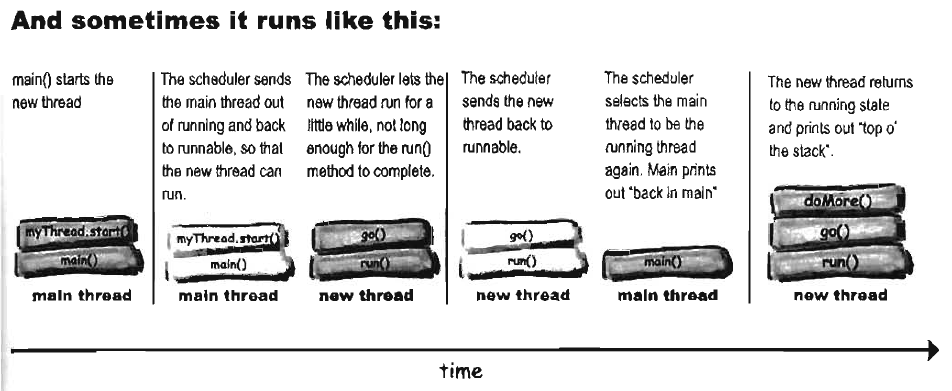 And sometimes it runs like this:
main() starts the
new thread
The scheduler sends
the main thread out
of running and back
to runnable, so that
the new thread can
run.
The scheduler lets the
new thread run for a
little while, not long
enough for the run()
method to complete.
The scheduler
sends the new
thread back to
runnable.
The scheduler
selects the main
thread to be the
running thread
again. Main prints
out "back in main"
The new thread returns
to the running state
and prints out "top o'
the stack".
myThread.start()
main()
main thread
myThread.start()
main()
main thread
go()
run()
new thread
go()
run()
new thread
main()
main thread
doMore()
go()
run()
new thread
time